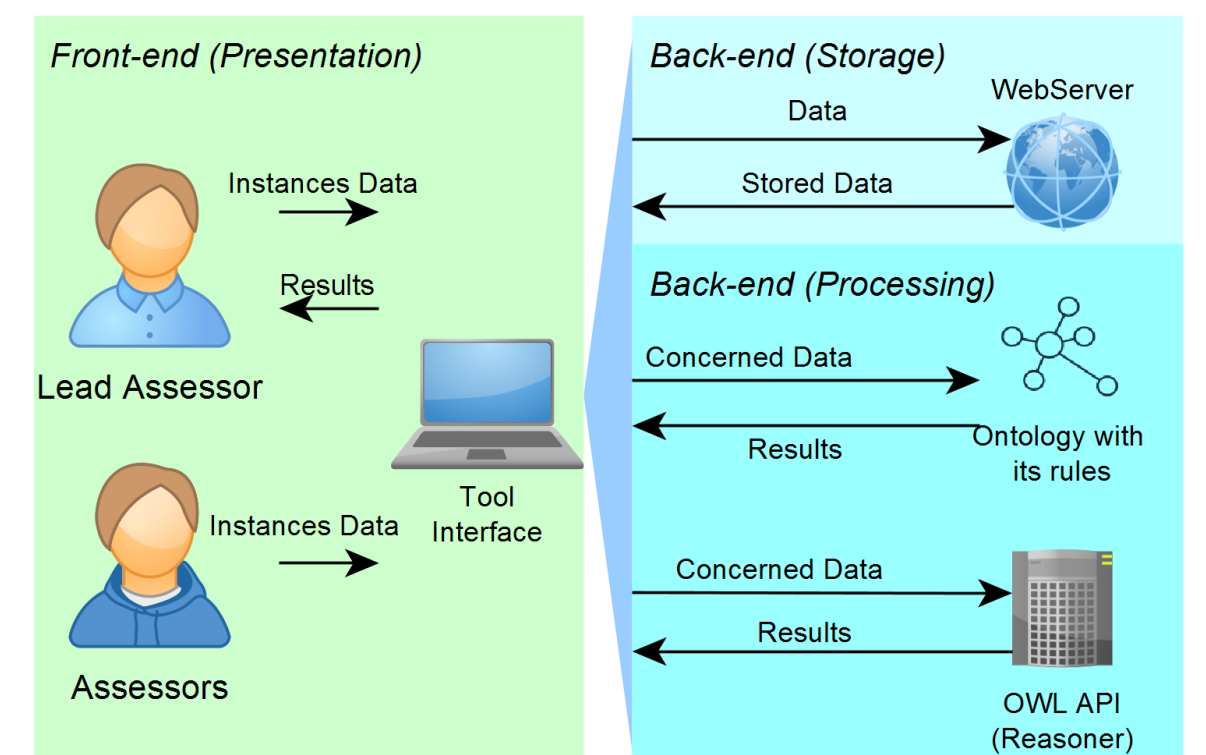 Front-end (Presentation)
Instances Data
Results
Lead Assessor
Tool
Interface
Instances Data
Assessors
Back-end (Storage)
WebServer
Data
Stored Data
Back-end (Processing)
Concerned Data
Results
Ontology with
its rules
Concerned Data
Results
OWL API
(Reasoner)